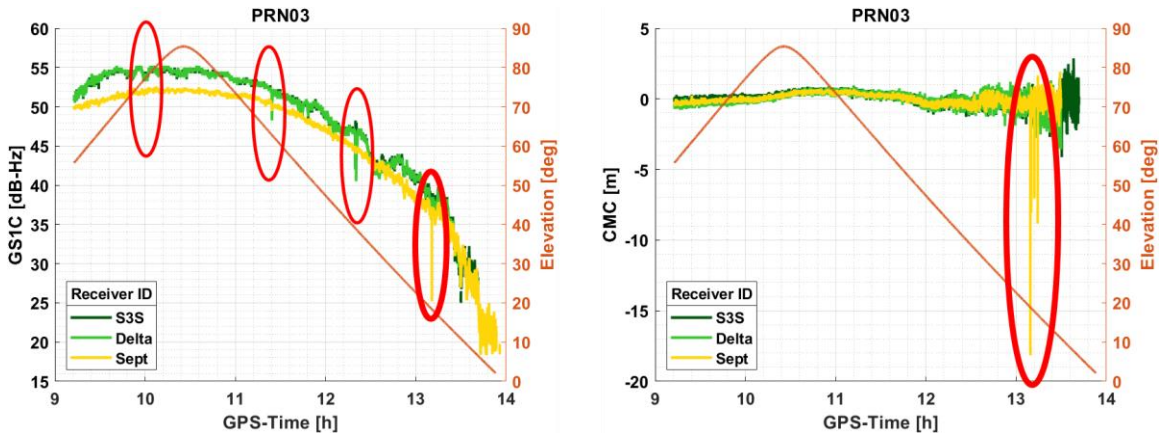 PRN03
60
55
50
45
40
35
30
25
20
15
GS1C [dB-Hz]
90
80
70
60
50
40
30
20
10
0
Elevation [deg]
Receiver ID
S3S
Delta
Sept
9 10 11 12 13 14
GPS-Time [h]
PRN03
5
0
-5
-10
-15
-20
CMC [m]
90
80
70
60
50
40
30
20
10
0
Elevation [deg]
Receiver ID
S3S
Delta
Sept
9 10 11 12 13 14
GPS-Time [h]